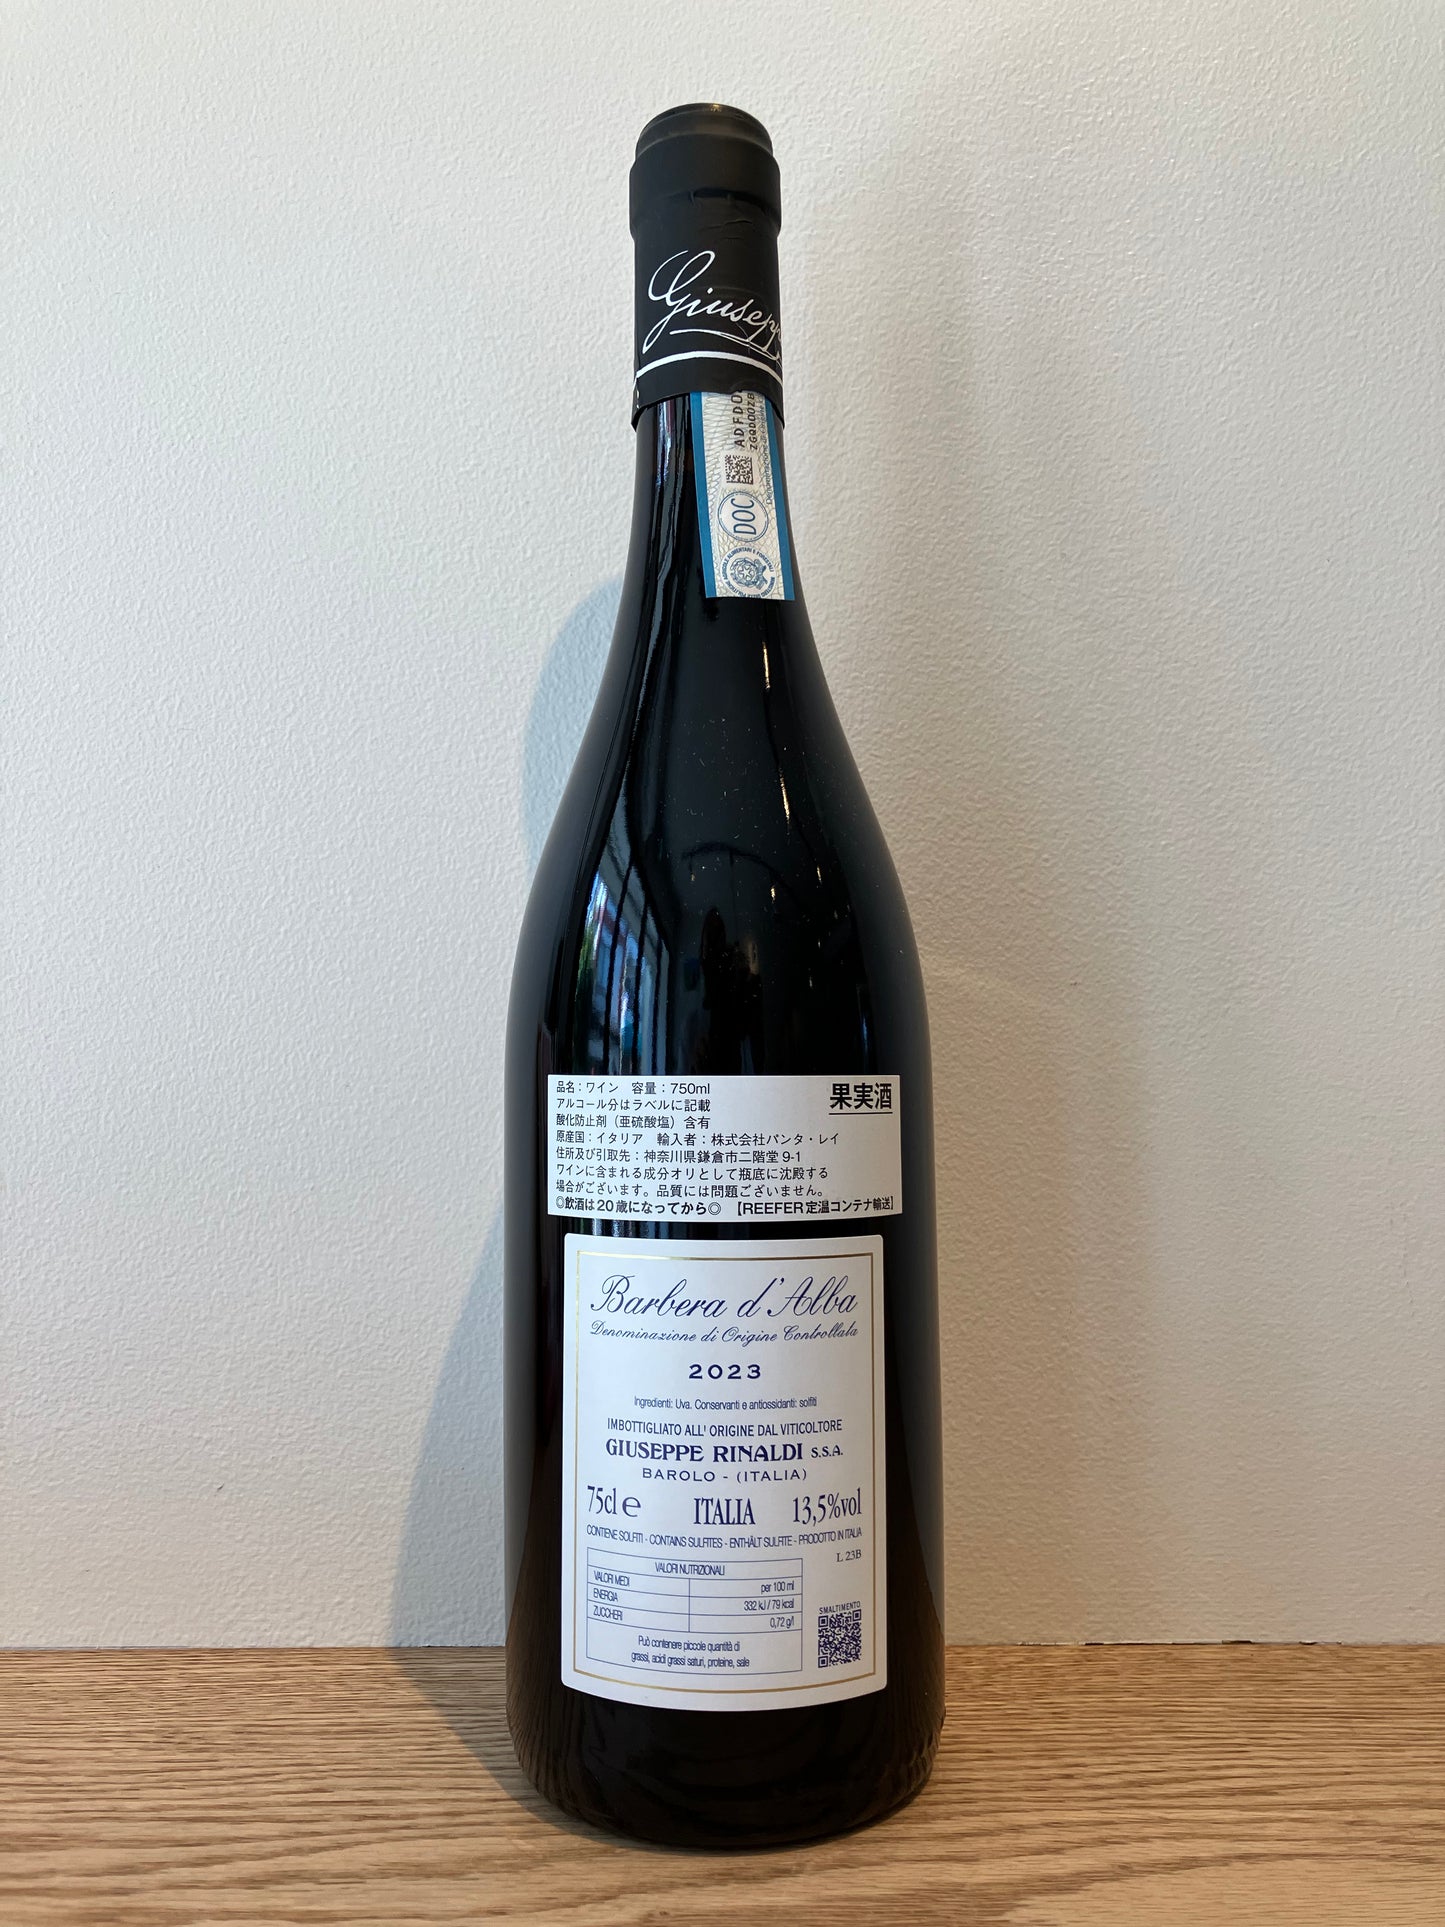 Giusepp
ADFD0
ZGQD00ZB
DOC
品名：ワイン　容量：750ml
果実酒
アルコール分はラベルに記載
酸化防止剤（亜硫酸塩）含有
原産国：イタリア　輸入者：株式会社バンタ・レイ
住所及び引取先：神奈川県鎌倉市二階堂 9-1
ワインに含まれる成分オリとして瓶底に沈殿する
場合がございます。品質には問題ございません。
◎飲酒は20歳になってから◎　【REEFER定温コンテナ輸送】
Barbera d'Alba
Denominazione di Origine Controllata
2023
Ingredienti: Uva. Conservanti e antiossidanti: solfiti
IMBOTTIGLIATO ALL' ORIGINE DAL VITICOLTORE
GIUSEPPE RINALDI S.S.A.
BAROLO - (ITALIA)
75cl e ITALIA 13,5%vol
CONTIENE SOLFITI - CONTAINS SULFITES - ENTHÄLT SULFITE - PRODOTTO IN ITALIA
L 23B
VALORI NUTRIZIONALI
VALORI MEDI per 100 ml
ENERGIA 332 kJ / 79 kcal
ZUCCHERI 0,72 g/l
Può contenere piccole quantità di
grassi, acidi grassi saturi, proteine, sale
SMALTIMENTO